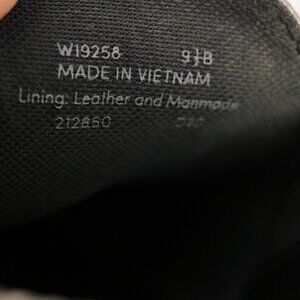 W19258 9½B
MADE IN VIETNAM
Lining: Leather and Manmade
212850